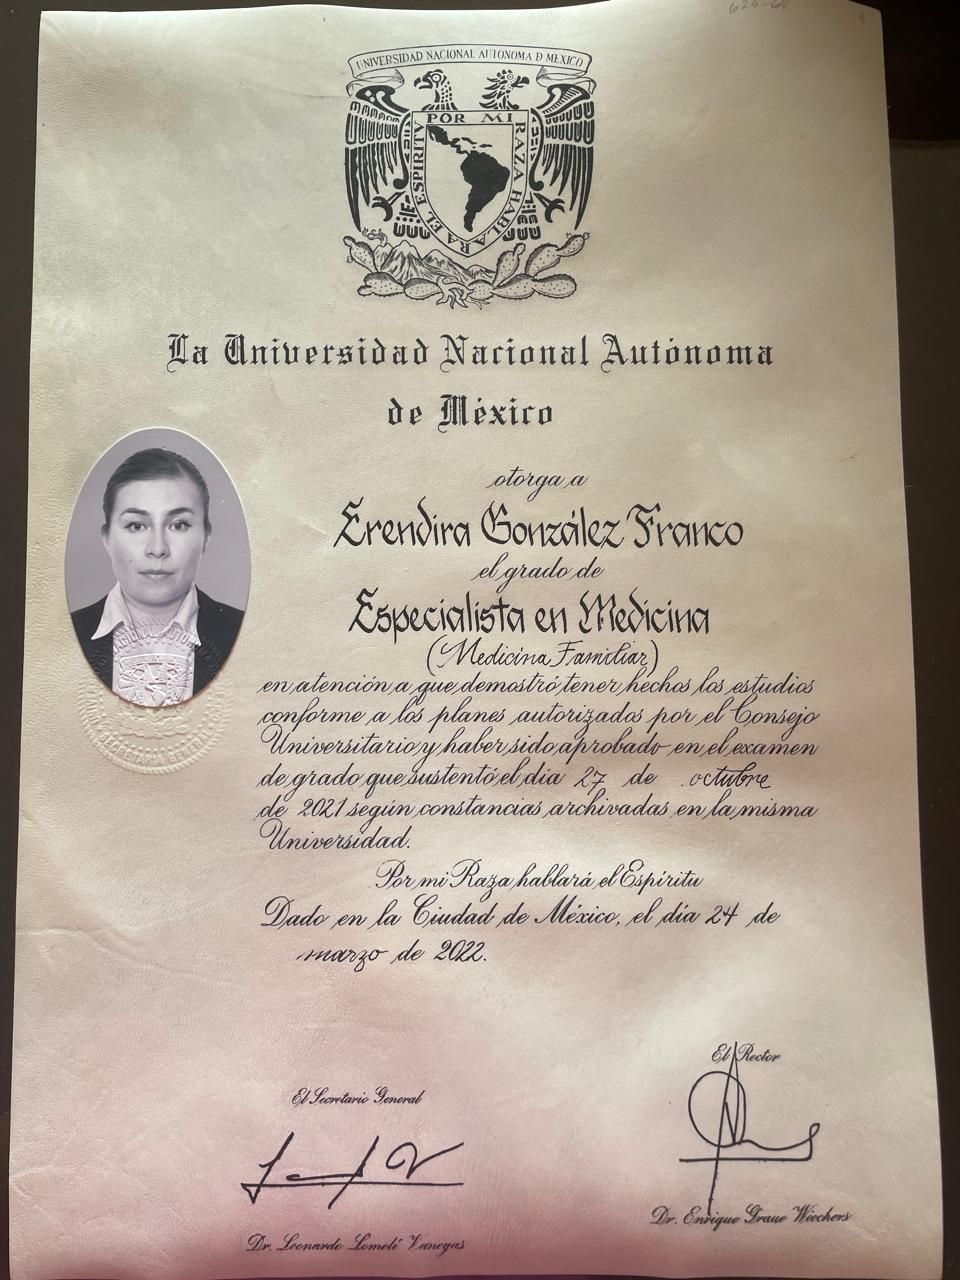 624-61
UNIVERSIDAD NACIONAL AUTONOMA D MEXICO
POR MI RAZA HABLARA EL ESPIRITU
La Universidad Nacional Autónoma
de México
otorga a
Erendira González Franco
el grado de
Especialista en Medicina
(Medicina Familiar)
en atención a que demostró tener hechos los estudios
conforme a los planes autorizados por el Consejo
Universitario y haber sido aprobado en el examen
de grado que sustentó el día 27 de octubre
de 2021 según constancias archivadas en la misma
Universidad.
Por mi Raza hablará el Espíritu
Dado en la Ciudad de México, el día 24 de
marzo de 2022.
El Rector
El Secretario General
Dr. Enrique Graue Wiechers
Dr. Leonardo Lomelí Vanegas